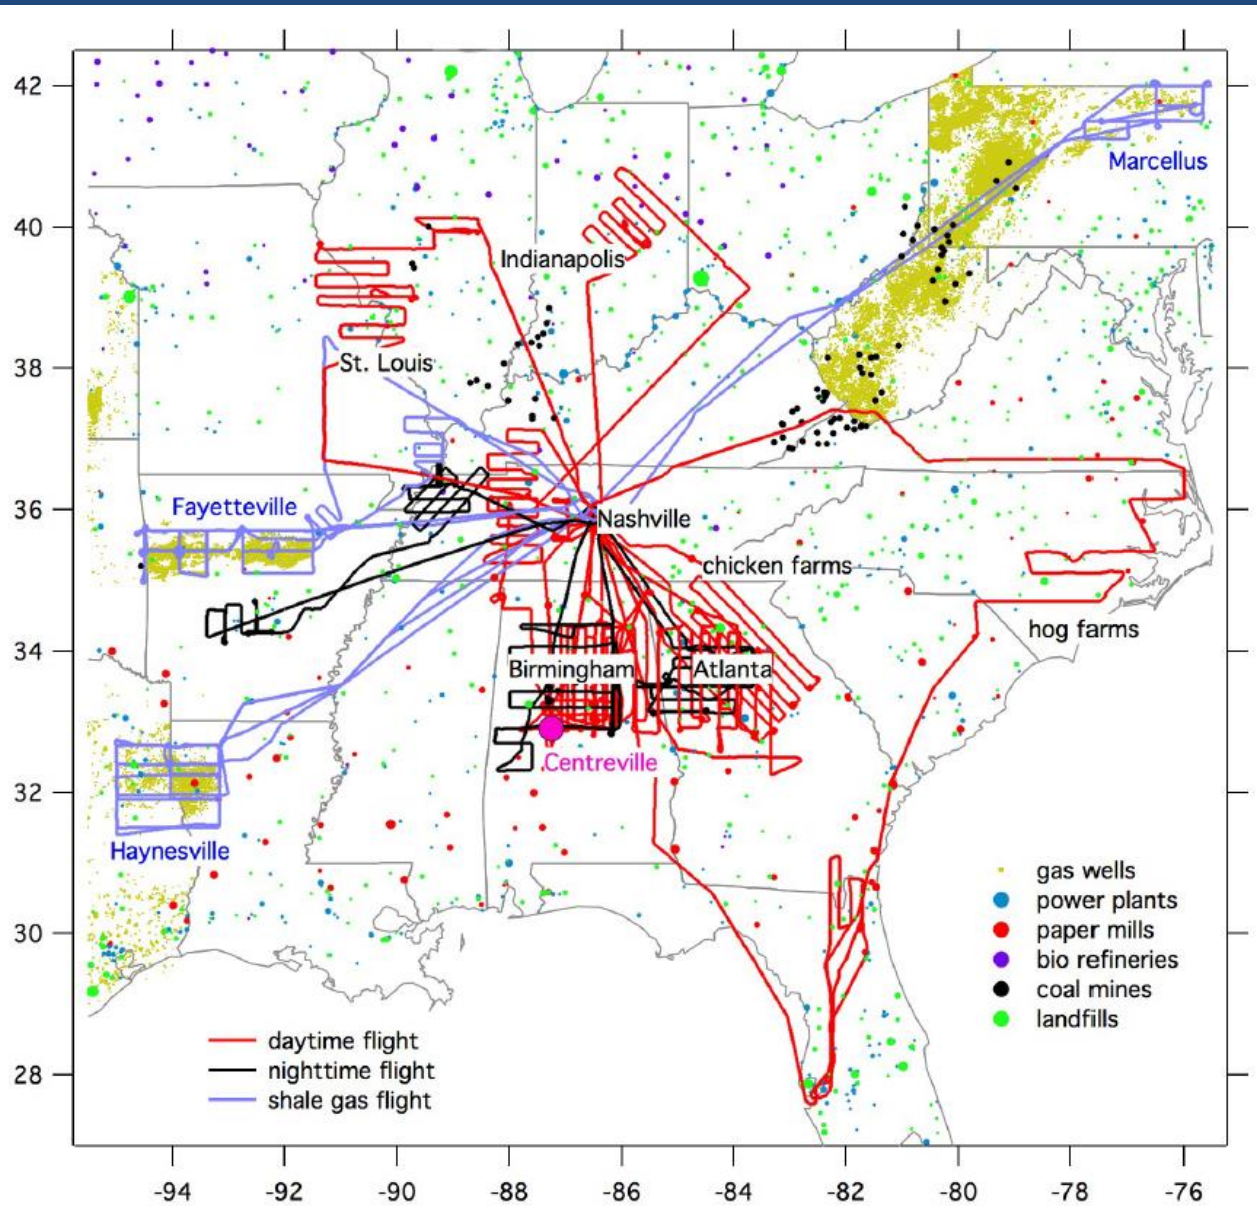 42
40
38
36
34
32
30
28
-94
-92
-90
-88
-86
-84
-82
-80
-78
-76
Marcellus
Indianapolis
St. Louis
Fayetteville
Nashville
chicken farms
hog farms
Birmingham
Atlanta
Centreville
Haynesville
gas wells
power plants
paper mills
bio refineries
coal mines
landfills
daytime flight
nighttime flight
shale gas flight